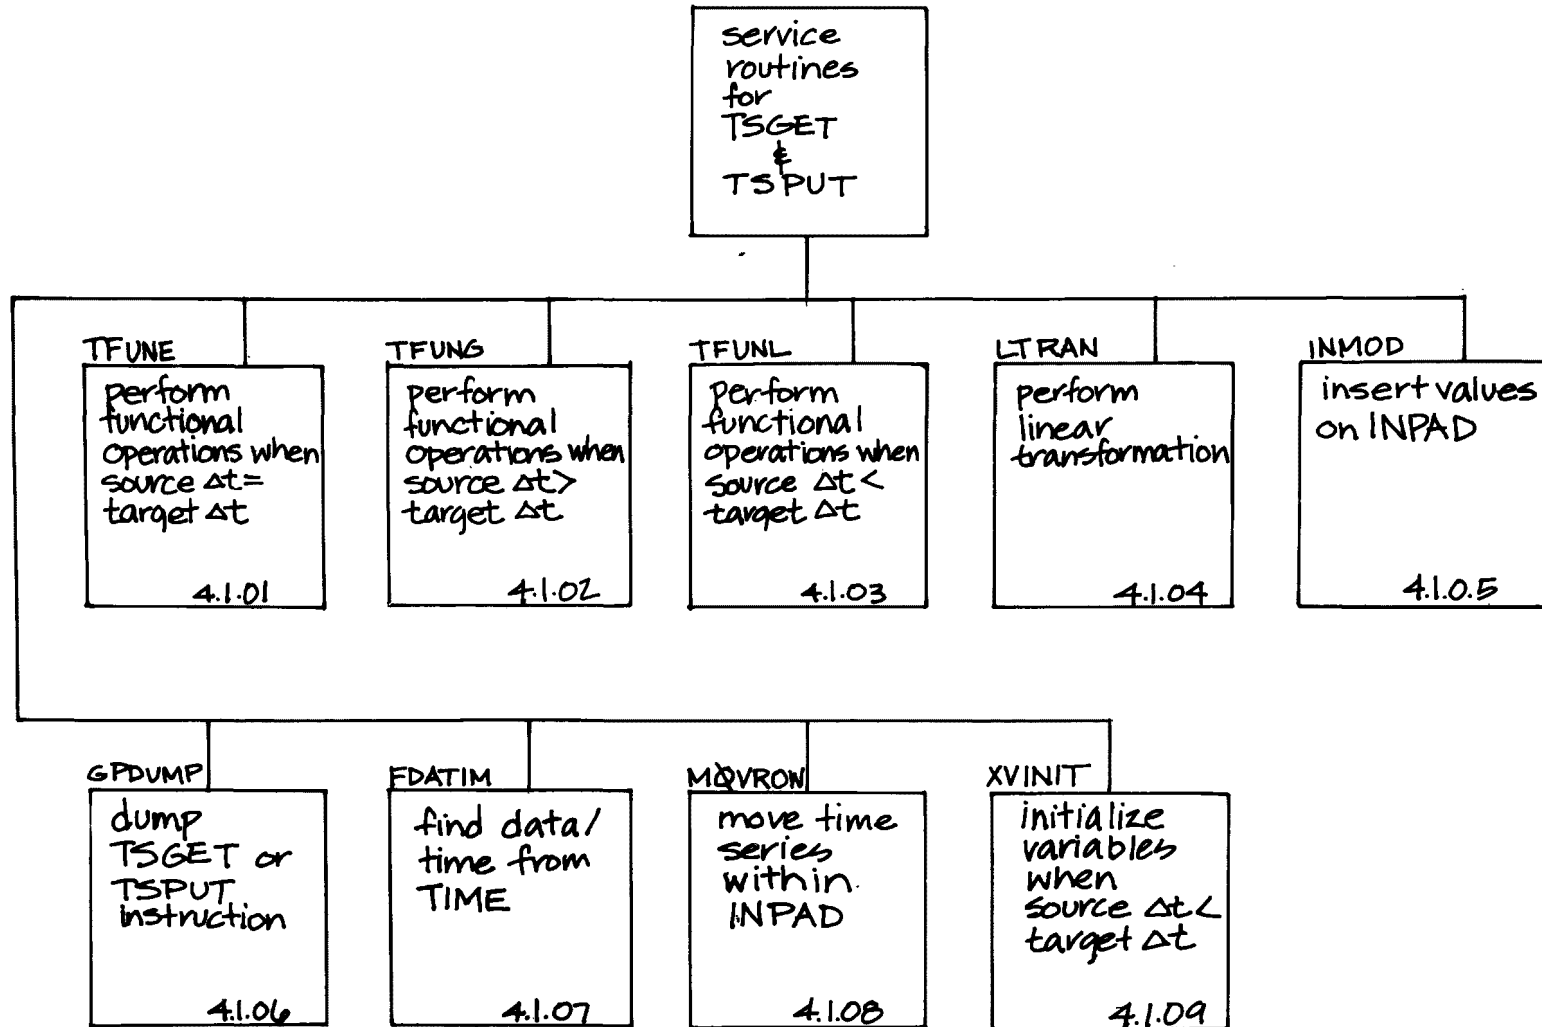 service
routines
for
TSGET
&
TSPUT
TFUNE
perform
functional
operations when
source Δt=
target Δt
4.1.01
TFUNG
perform
functional
operations when
source Δt>
target Δt
4.1.02
TFUNL
perform
functional
operations when
source Δt<
target Δt
4.1.03
LTRAN
perform
linear
transformation
4.1.04
INMOD
insert values
on INPAD
4.1.0.5
GPDUMP
dump
TSGET or
TSPUT
instruction
4.1.06
FDATIM
find data/
time from
TIME
4.1.07
MØVROW
move time
series
within
INPAD
4.1.08
XVINIT
initialize
variables
when
source Δt<
target Δt
4.1.09